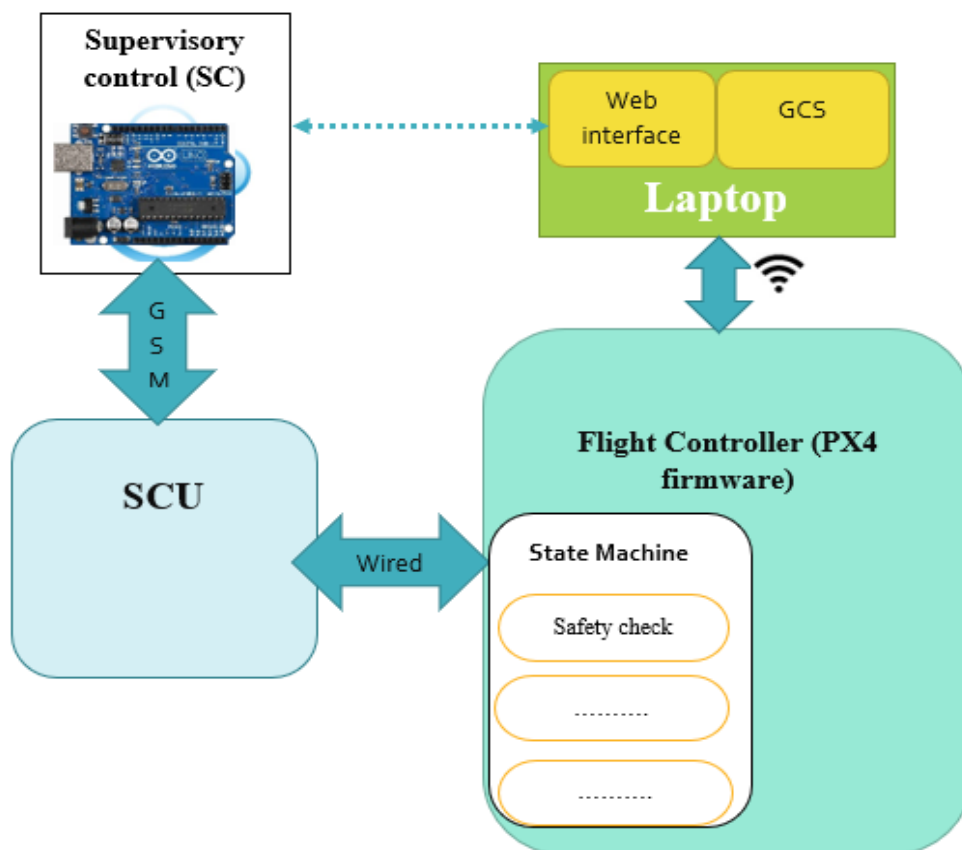 Supervisory
control (SC)
Web
interface
GCS
Laptop
G
S
M
SCU
Flight Controller (PX4
firmware)
Wired
State Machine
Safety check
..........
..........